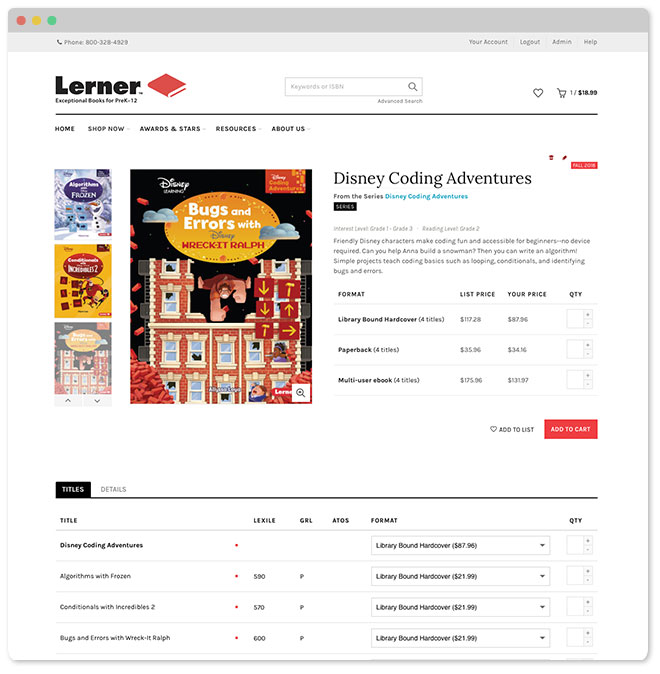 Phone: 800-328-4929
Your Account Logout Admin Help
Lerner™
Exceptional Books for PreK–12
Keywords or ISBN
Advanced Search
1 / $18.99
HOME SHOP NOW AWARDS & STARS RESOURCES ABOUT US
FALL 2018
Disney Coding Adventures
From the Series Disney Coding Adventures
SERIES
Interest Level: Grade 1 - Grade 3 · Reading Level: Grade 2
Friendly Disney characters make coding fun and accessible for beginners—no device
required. Can you help Anna build a snowman? Then you can write an algorithm!
Simple projects teach coding basics such as looping, conditionals, and identifying
bugs and errors.
Algorithms
with
FROZEN
Conditionals
with
INCREDIBLES 2
Bugs and
Errors with
WRECK-IT RALPH
Disney
LEARNING
Disney
Coding
Adventures
Bugs and
Errors with
Disney
WRECK-IT RALPH
Allyssa Loya
Lerner
FORMAT LIST PRICE YOUR PRICE QTY
Library Bound Hardcover (4 titles) $117.28 $87.96
Paperback (4 titles) $35.96 $34.16
Multi-user ebook (4 titles) $175.96 $131.97
ADD TO LIST ADD TO CART
TITLES DETAILS
TITLE LEXILE GRL ATOS FORMAT QTY
Disney Coding Adventures Library Bound Hardcover ($87.96)
Algorithms with Frozen 590 P Library Bound Hardcover ($21.99)
Conditionals with Incredibles 2 570 P Library Bound Hardcover ($21.99)
Bugs and Errors with Wreck-It Ralph 600 P Library Bound Hardcover ($21.99)